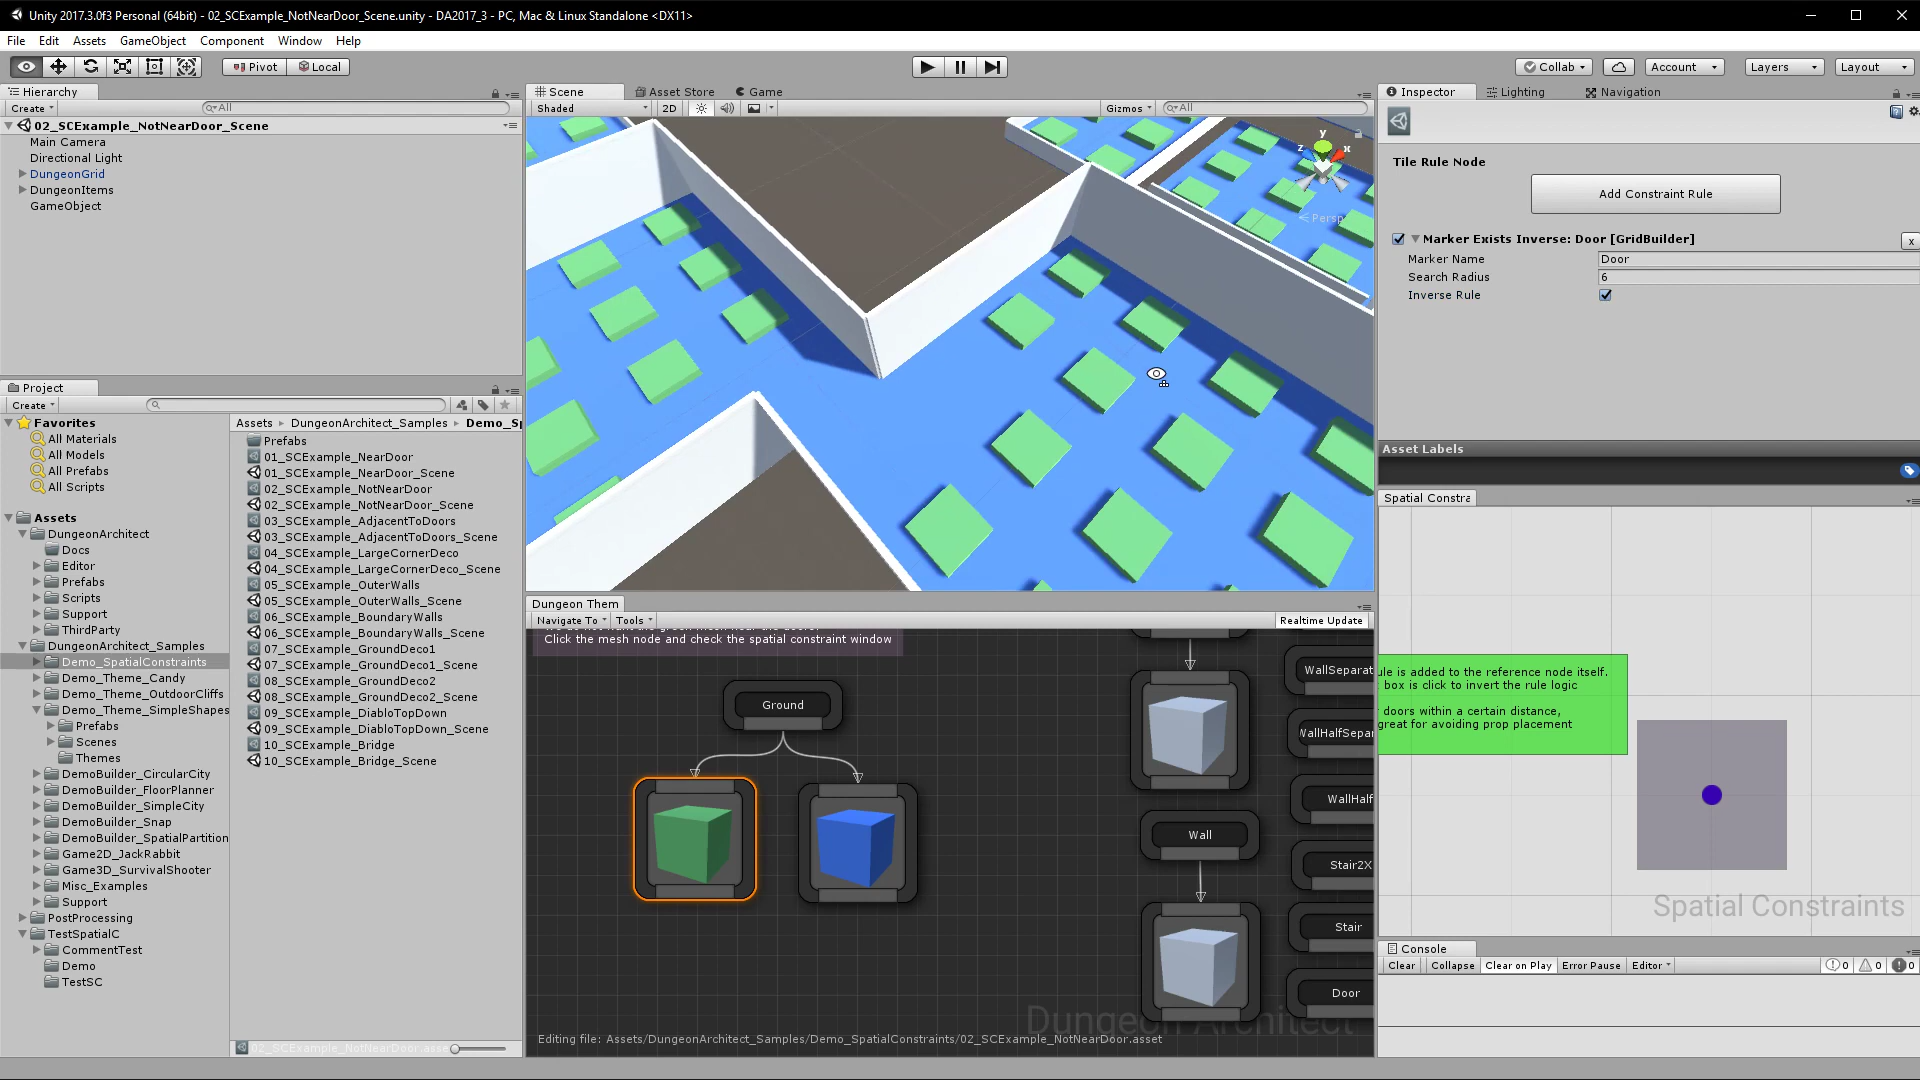 Unity 2017.3.0f3 Personal (64bit) - 02_SCExample_NotNearDoor_Scene.unity - DA2017_3 - PC, Mac & Linux Standalone <DX11>
File Edit Assets GameObject Component Window Help
Pivot Local
Collab Account Layers Layout
Hierarchy
Create All
02_SCExample_NotNearDoor_Scene
Main Camera
Directional Light
DungeonGrid
DungeonItems
GameObject
Project
Create
Favorites
All Materials
All Models
All Prefabs
All Scripts
Assets
DungeonArchitect
Docs
Editor
Prefabs
Scripts
Support
ThirdParty
DungeonArchitect_Samples
Demo_SpatialConstraints
Demo_Theme_Candy
Demo_Theme_OutdoorCliffs
Demo_Theme_SimpleShapes
Prefabs
Scenes
Themes
DemoBuilder_CircularCity
DemoBuilder_FloorPlanner
DemoBuilder_SimpleCity
DemoBuilder_Snap
DemoBuilder_SpatialPartition
Game2D_JackRabbit
Game3D_SurvivalShooter
Misc_Examples
Support
PostProcessing
TestSpatialC
CommentTest
Demo
TestSC
Assets DungeonArchitect_Samples Demo_Sp
Prefabs
01_SCExample_NearDoor
01_SCExample_NearDoor_Scene
02_SCExample_NotNearDoor
02_SCExample_NotNearDoor_Scene
03_SCExample_AdjacentToDoors
03_SCExample_AdjacentToDoors_Scene
04_SCExample_LargeCornerDeco
04_SCExample_LargeCornerDeco_Scene
05_SCExample_OuterWalls
05_SCExample_OuterWalls_Scene
06_SCExample_BoundaryWalls
06_SCExample_BoundaryWalls_Scene
07_SCExample_GroundDeco1
07_SCExample_GroundDeco1_Scene
08_SCExample_GroundDeco2
08_SCExample_GroundDeco2_Scene
09_SCExample_DiabloTopDown
09_SCExample_DiabloTopDown_Scene
10_SCExample_Bridge
10_SCExample_Bridge_Scene
02_SCExample_NotNearDoor.asse
Scene Asset Store Game
Shaded 2D Gizmos All
y
z x
Persp
Dungeon Them
Navigate To Tools Realtime Update
Click the mesh node and check the spatial constraint window
Ground
WallSeparat
WallHalfSepar
WallHalf
Wall
Stair2X
Stair
Door
Dungeon Architect
Editing file: Assets/DungeonArchitect_Samples/Demo_SpatialConstraints/02_SCExample_NotNearDoor.asset
Inspector Lighting Navigation
Tile Rule Node
Add Constraint Rule
Marker Exists Inverse: Door [GridBuilder] x
Marker Name Door
Search Radius 6
Inverse Rule
Asset Labels
Spatial Constra
ule is added to the reference node itself.
box is click to invert the rule logic
doors within a certain distance,
great for avoiding prop placement
Spatial Constraints
Console
Clear Collapse Clear on Play Error Pause Editor 0 0 0